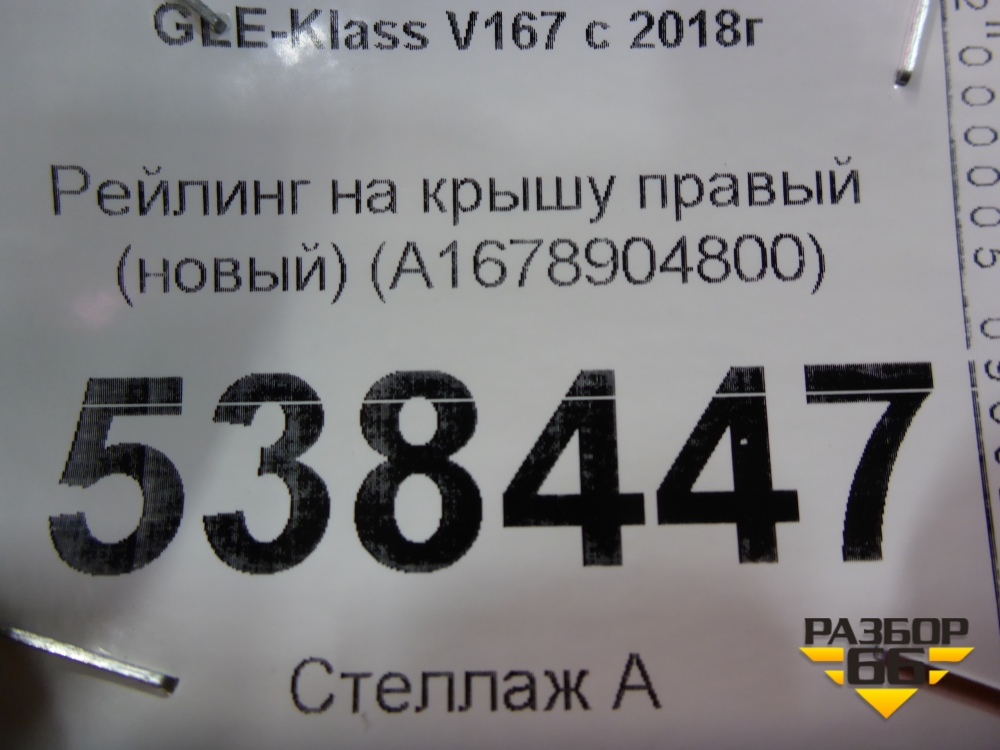 GLE-Klass V167 с 2018г
Рейлинг на крышу правый
(новый) (A1678904800)
538447
Стеллаж А
РАЗБОР
66